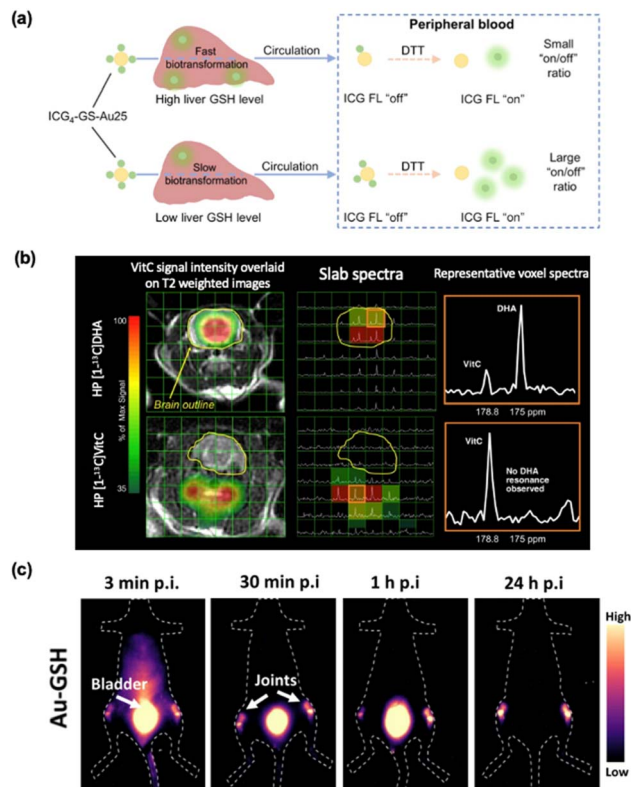 (a)
Peripheral blood
Fast
biotransformation
Circulation
DTT
Small
"on/off"
ratio
High liver GSH level
ICG FL "off"
ICG FL "on"
ICG₄-GS-Au25
Slow
biotransformation
Circulation
DTT
Large
"on/off"
ratio
Low liver GSH level
ICG FL "off"
ICG FL "on"
(b)
VitC signal intensity overlaid
on T2 weighted images
Slab spectra
Representative voxel spectra
HP [1-¹³C]DHA
100
% of Max Signal
35
Brain outline
DHA
VitC
178.8 175 ppm
HP [1-¹³C]VitC
VitC
No DHA
resonance
observed
178.8 175 ppm
(c)
3 min p.i.
30 min p.i
1 h p.i
24 h p.i
Au-GSH
Bladder
Joints
High
Low